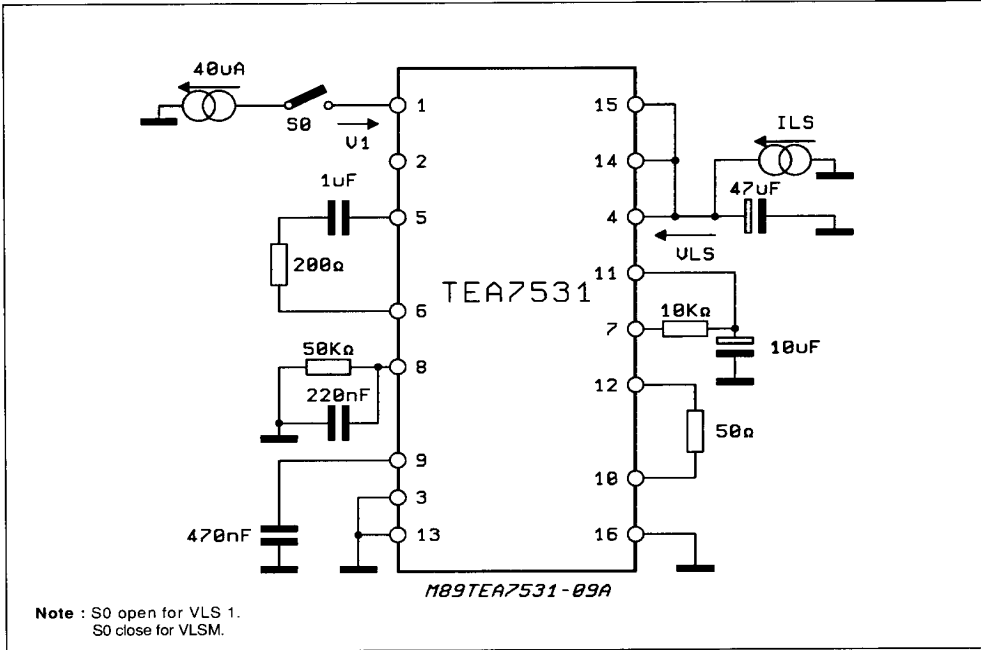 40uA
S0
V1
1
2
1uF
5
200Ω
6
50KΩ
8
220nF
9
3
470nF
13
TEA7531
15
ILS
14
47uF
4
VLS
11
10KΩ
7
10uF
12
50Ω
10
16
M89TEA7531-09A
Note : S0 open for VLS 1.
S0 close for VLSM.